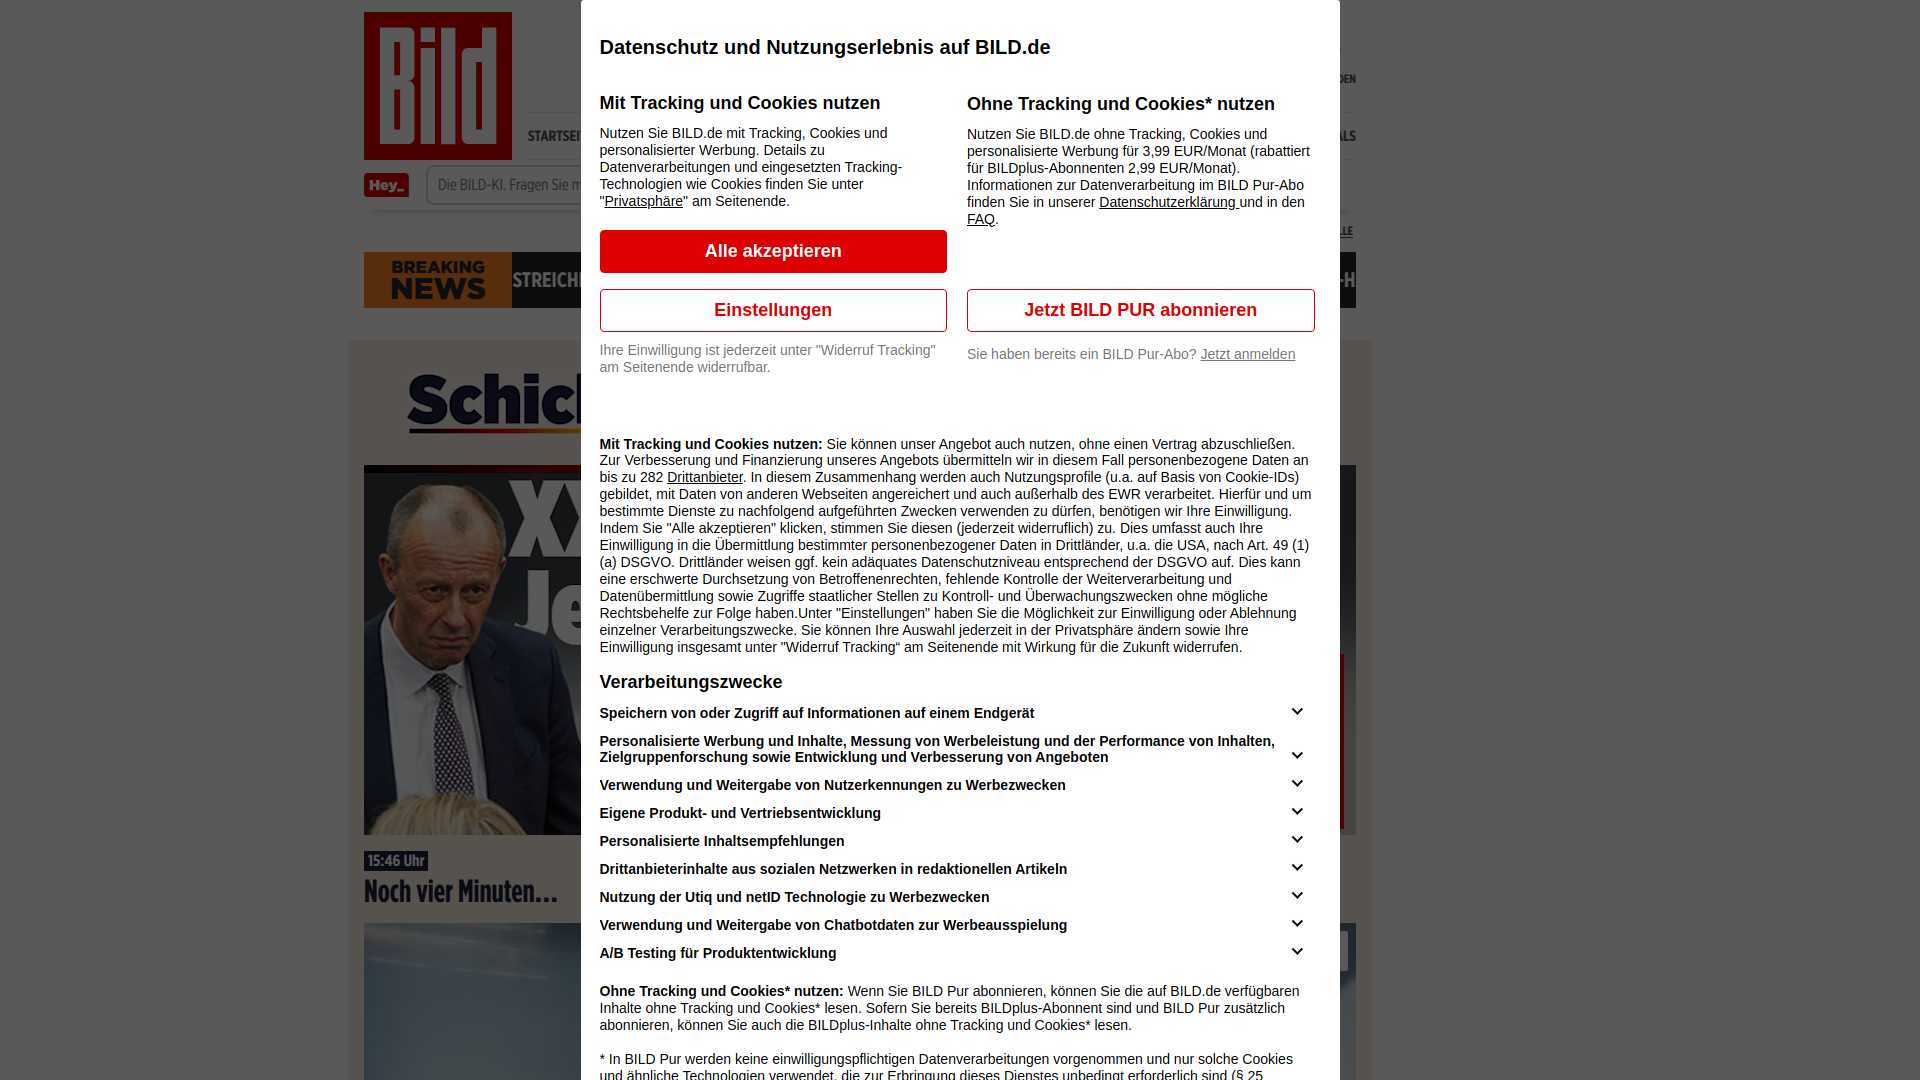 Bild
DEN
ALS
Hey_
Die BILD-KI. Fragen Sie m
LLE
BREAKING
NEWS
-H
XX
Je
15:46 Uhr
Noch vier Minuten...
Datenschutz und Nutzungserlebnis auf BILD.de
Mit Tracking und Cookies nutzen
Nutzen Sie BILD.de mit Tracking, Cookies und
personalisierter Werbung. Details zu
Datenverarbeitungen und eingesetzten Tracking-
Technologien wie Cookies finden Sie unter
"Privatsphäre" am Seitenende.
Alle akzeptieren
Einstellungen
Ihre Einwilligung ist jederzeit unter "Widerruf Tracking"
am Seitenende widerrufbar.
Ohne Tracking und Cookies* nutzen
Nutzen Sie BILD.de ohne Tracking, Cookies und
personalisierte Werbung für 3,99 EUR/Monat (rabattiert
für BILDplus-Abonnenten 2,99 EUR/Monat).
Informationen zur Datenverarbeitung im BILD Pur-Abo
finden Sie in unserer Datenschutzerklärung und in den
FAQ.
Jetzt BILD PUR abonnieren
Sie haben bereits ein BILD Pur-Abo? Jetzt anmelden
Mit Tracking und Cookies nutzen: Sie können unser Angebot auch nutzen, ohne einen Vertrag abzuschließen.
Zur Verbesserung und Finanzierung unseres Angebots übermitteln wir in diesem Fall personenbezogene Daten an
bis zu 282 Drittanbieter. In diesem Zusammenhang werden auch Nutzungsprofile (u.a. auf Basis von Cookie-IDs)
gebildet, mit Daten von anderen Webseiten angereichert und auch außerhalb des EWR verarbeitet. Hierfür und um
bestimmte Dienste zu nachfolgend aufgeführten Zwecken verwenden zu dürfen, benötigen wir Ihre Einwilligung.
Indem Sie "Alle akzeptieren" klicken, stimmen Sie diesen (jederzeit widerruflich) zu. Dies umfasst auch Ihre
Einwilligung in die Übermittlung bestimmter personenbezogener Daten in Drittländer, u.a. die USA, nach Art. 49 (1)
(a) DSGVO. Drittländer weisen ggf. kein adäquates Datenschutzniveau entsprechend der DSGVO auf. Dies kann
eine erschwerte Durchsetzung von Betroffenenrechten, fehlende Kontrolle der Weiterverarbeitung und
Datenübermittlung sowie Zugriffe staatlicher Stellen zu Kontroll- und Überwachungszwecken ohne mögliche
Rechtsbehelfe zur Folge haben.Unter "Einstellungen" haben Sie die Möglichkeit zur Einwilligung oder Ablehnung
einzelner Verarbeitungszwecke. Sie können Ihre Auswahl jederzeit in der Privatsphäre ändern sowie Ihre
Einwilligung insgesamt unter "Widerruf Tracking" am Seitenende mit Wirkung für die Zukunft widerrufen.
Verarbeitungszwecke
Speichern von oder Zugriff auf Informationen auf einem Endgerät
Personalisierte Werbung und Inhalte, Messung von Werbeleistung und der Performance von Inhalten,
Zielgruppenforschung sowie Entwicklung und Verbesserung von Angeboten
Verwendung und Weitergabe von Nutzerkennungen zu Werbezwecken
Eigene Produkt- und Vertriebsentwicklung
Personalisierte Inhaltsempfehlungen
Drittanbieterinhalte aus sozialen Netzwerken in redaktionellen Artikeln
Nutzung der Utiq und netID Technologie zu Werbezwecken
Verwendung und Weitergabe von Chatbotdaten zur Werbeausspielung
A/B Testing für Produktentwicklung
Ohne Tracking und Cookies* nutzen: Wenn Sie BILD Pur abonnieren, können Sie die auf BILD.de verfügbaren
Inhalte ohne Tracking und Cookies* lesen. Sofern Sie bereits BILDplus-Abonnent sind und BILD Pur zusätzlich
abonnieren, können Sie auch die BILDplus-Inhalte ohne Tracking und Cookies* lesen.
* In BILD Pur werden keine einwilligungspflichtigen Datenverarbeitungen vorgenommen und nur solche Cookies
und ähnliche Technologien verwendet, die zur Erbringung dieses Dienstes unbedingt erforderlich sind (§ 25